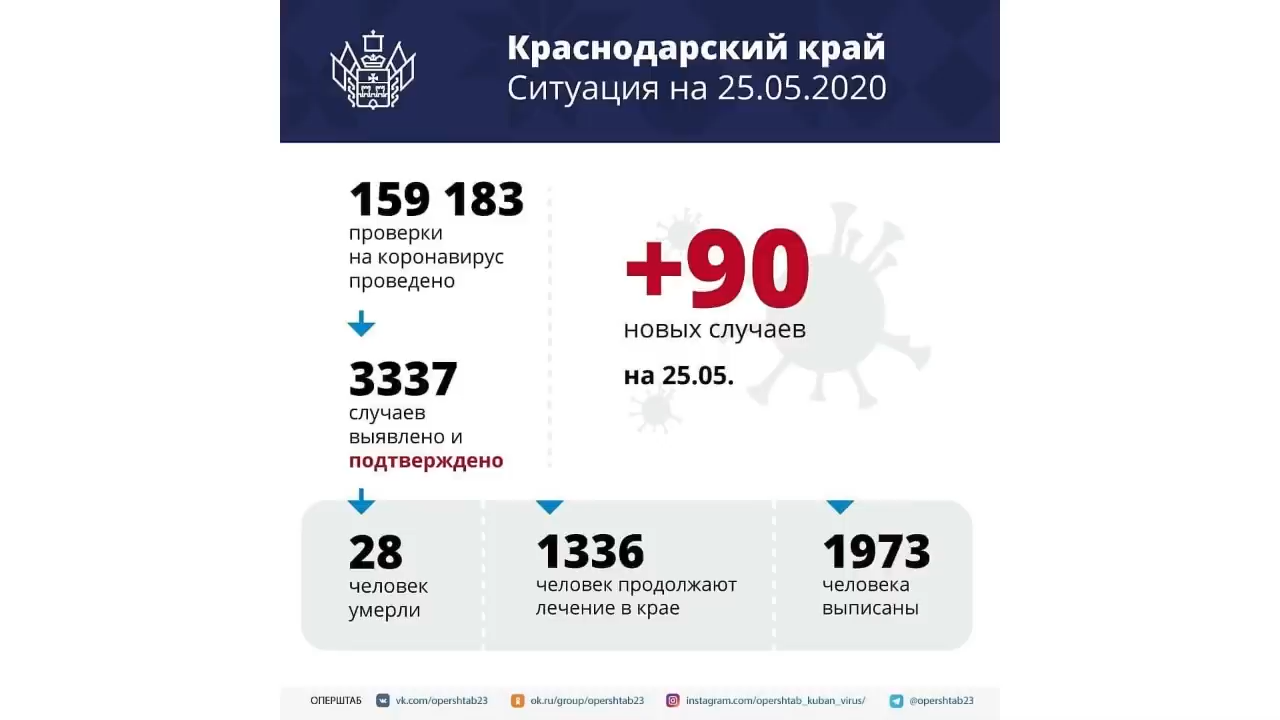 Краснодарский край
Ситуация на 25.05.2020
159 183
проверки
на коронавирус
проведено
3337
случаев
выявлено и
подтверждено
+90
новых случаев
на 25.05.
28
человек
умерли
1336
человек продолжают
лечение в крае
1973
человека
выписаны
ОПЕРШТАБ vk.com/opershtab23 ok.ru/group/opershtab23 instagram.com/opershtab_kuban_virus/ @opershtab23